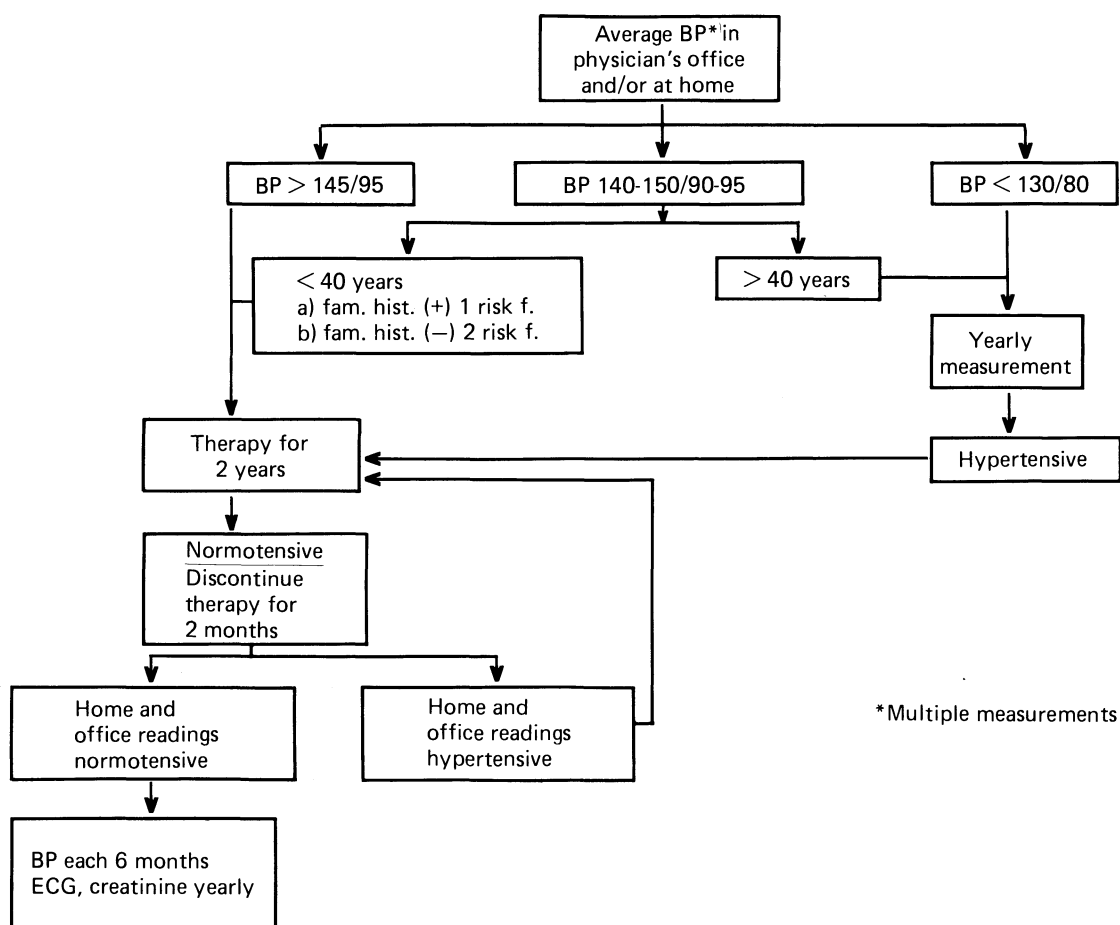 Average BP* in
physician's office
and/or at home
BP > 145/95
BP 140-150/90-95
BP < 130/80
< 40 years
a) fam. hist. (+) 1 risk f.
b) fam. hist. (−) 2 risk f.
> 40 years
Yearly
measurement
Therapy for
2 years
Hypertensive
Normotensive
Discontinue
therapy for
2 months
Home and
office readings
normotensive
Home and
office readings
hypertensive
*Multiple measurements
BP each 6 months
ECG, creatinine yearly